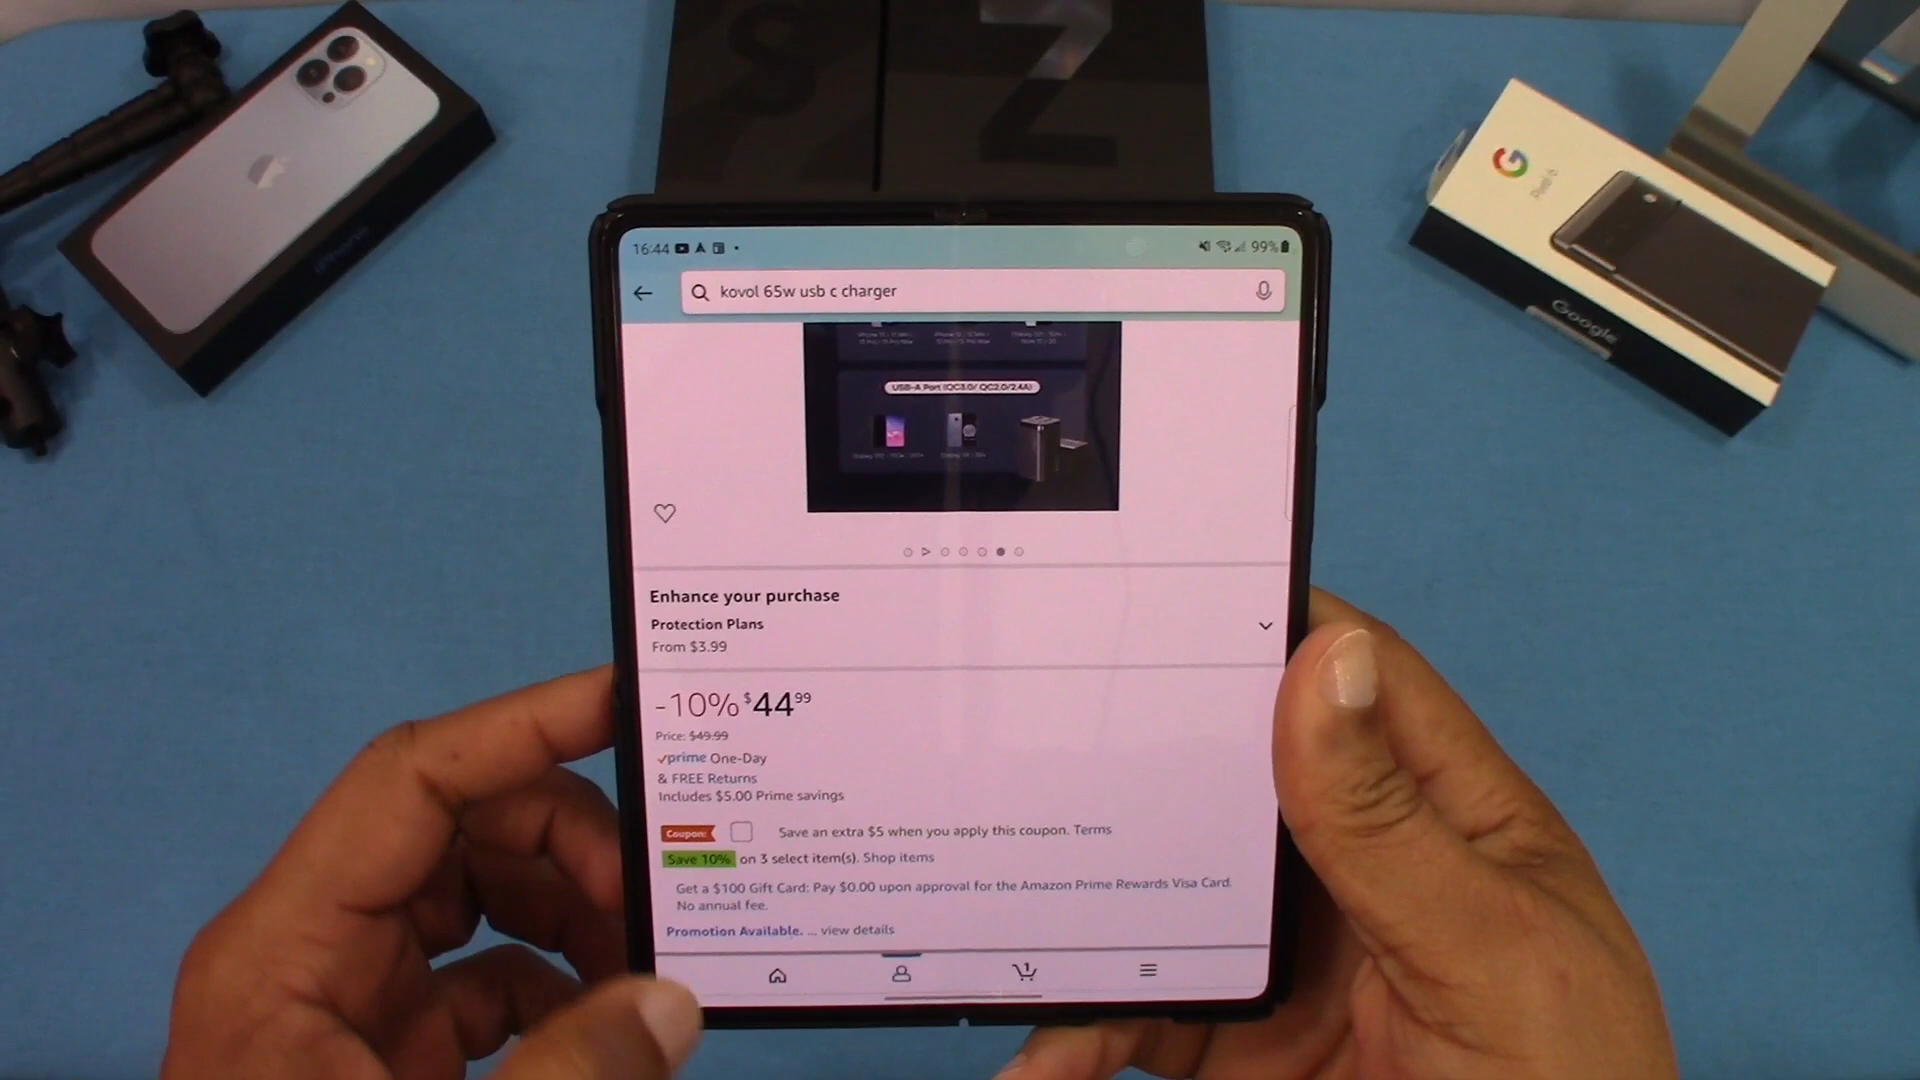 Z
Pixel 6
Google
16:44
99%
kovol 65w usb c charger
USB-A Port (QC3.0/ QC2.0/2.4A)
Enhance your purchase
Protection Plans
From $3.99
-10% $44.99
Price: $49.99
prime One-Day
& FREE Returns
Includes $5.00 Prime savings
Coupon: Save an extra $5 when you apply this coupon. Terms
Save 10% on 3 select item(s). Shop items
Get a $100 Gift Card: Pay $0.00 upon approval for the Amazon Prime Rewards Visa Card.
No annual fee.
Promotion Available. ... view details
1